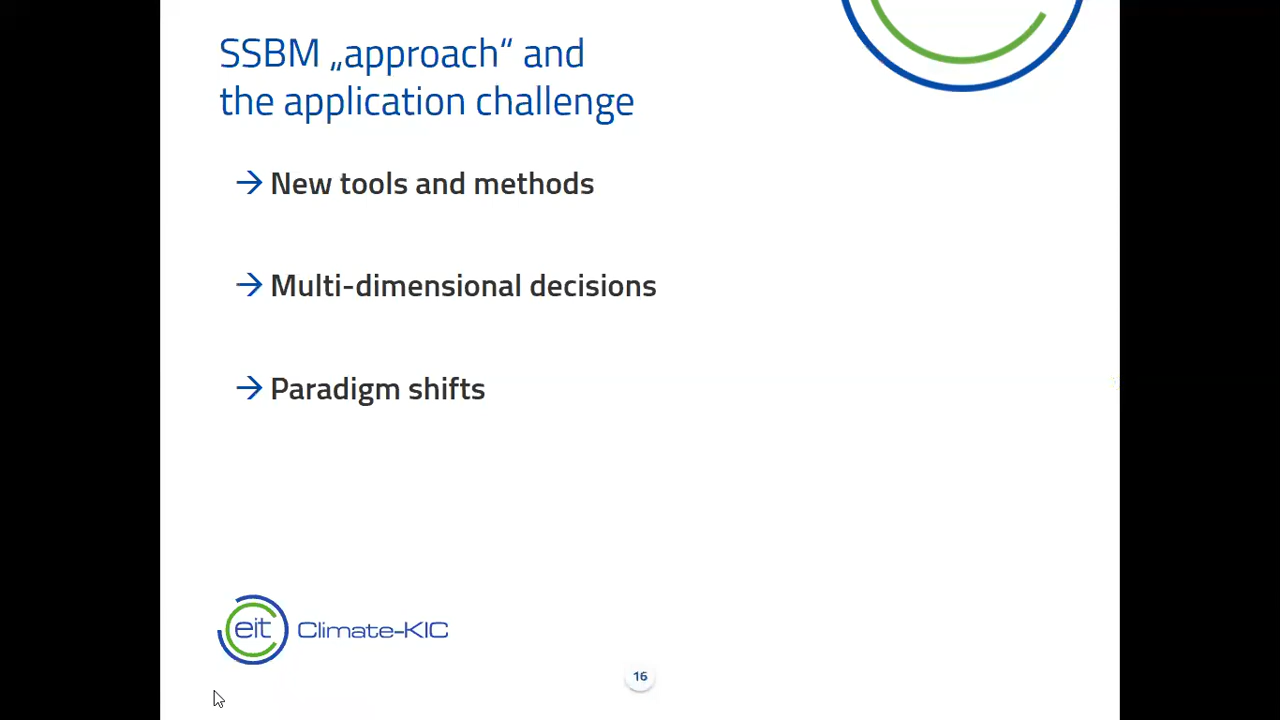 SSBM „approach“ and
the application challenge
→ New tools and methods
→ Multi-dimensional decisions
→ Paradigm shifts
eit Climate-KIC
16